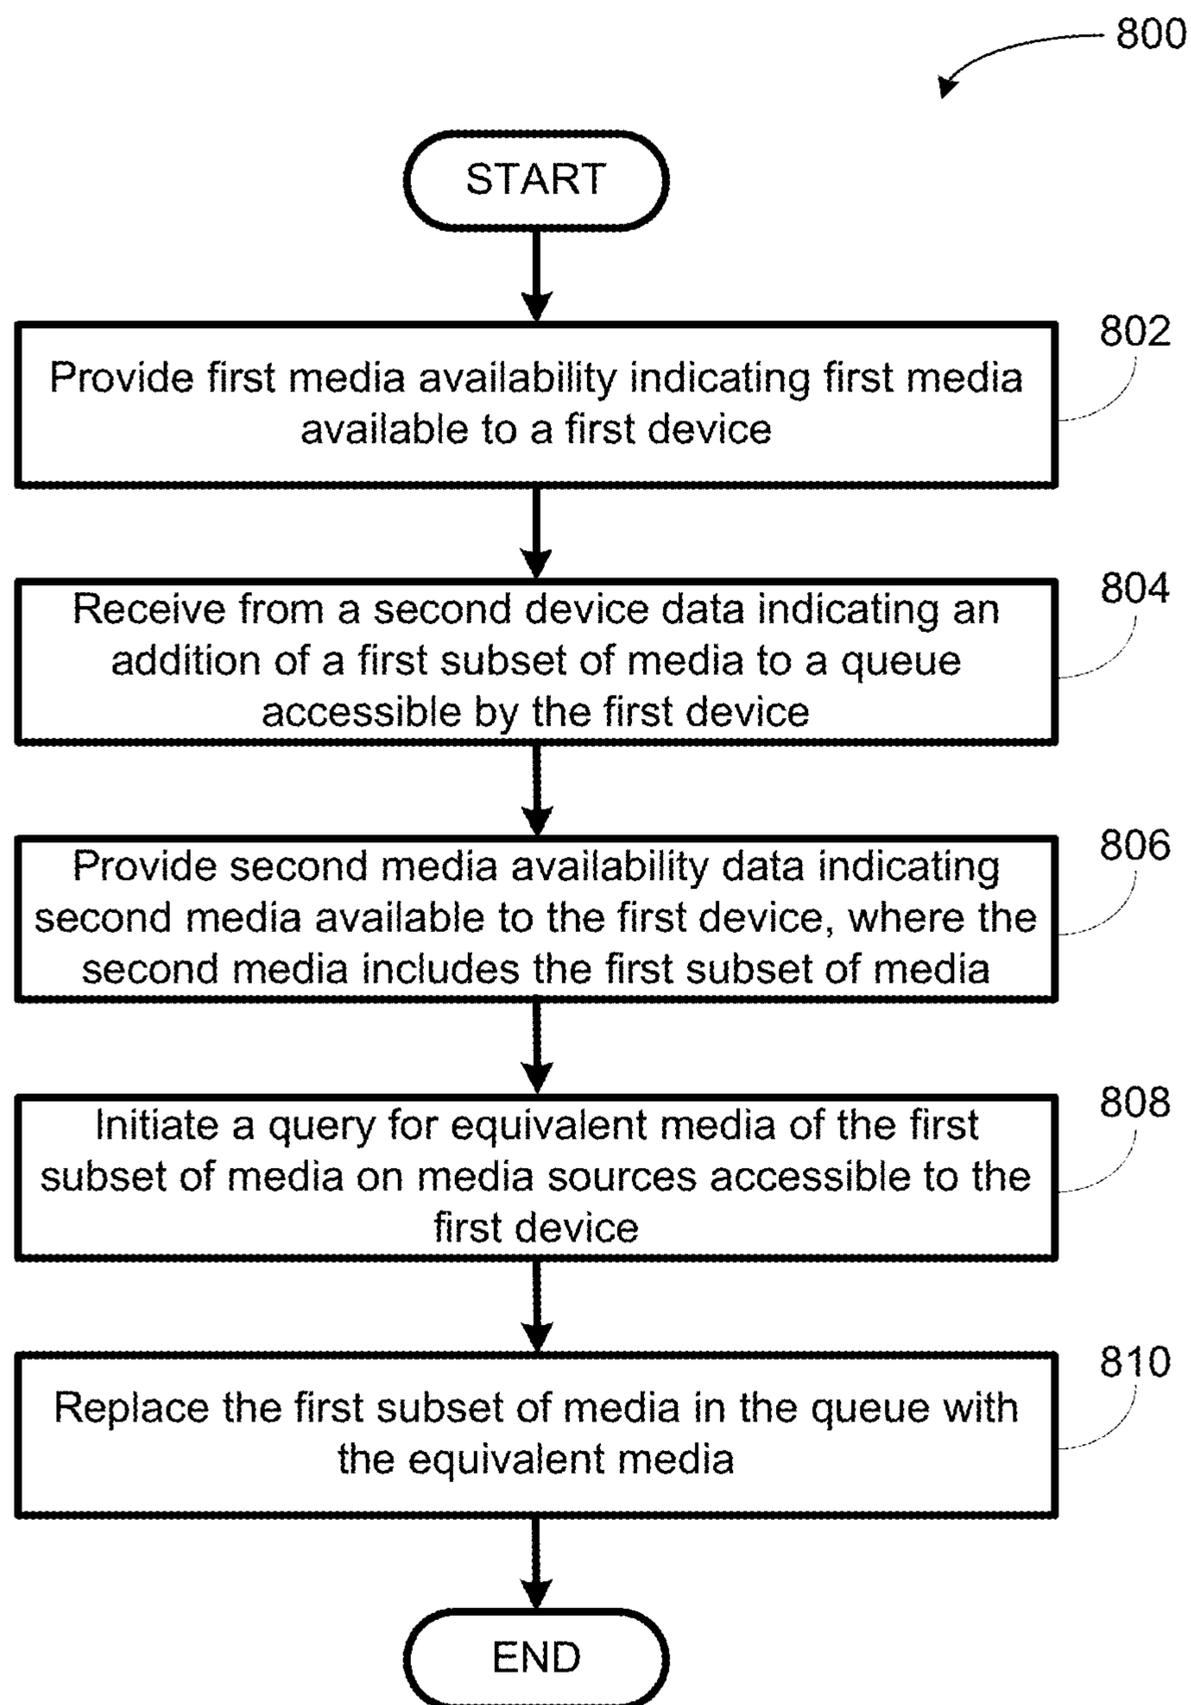 800
START
802
Provide first media availability indicating first media
available to a first device
804
Receive from a second device data indicating an
addition of a first subset of media to a queue
accessible by the first device
806
Provide second media availability data indicating
second media available to the first device, where the
second media includes the first subset of media
808
Initiate a query for equivalent media of the first
subset of media on media sources accessible to the
first device
810
Replace the first subset of media in the queue with
the equivalent media
END